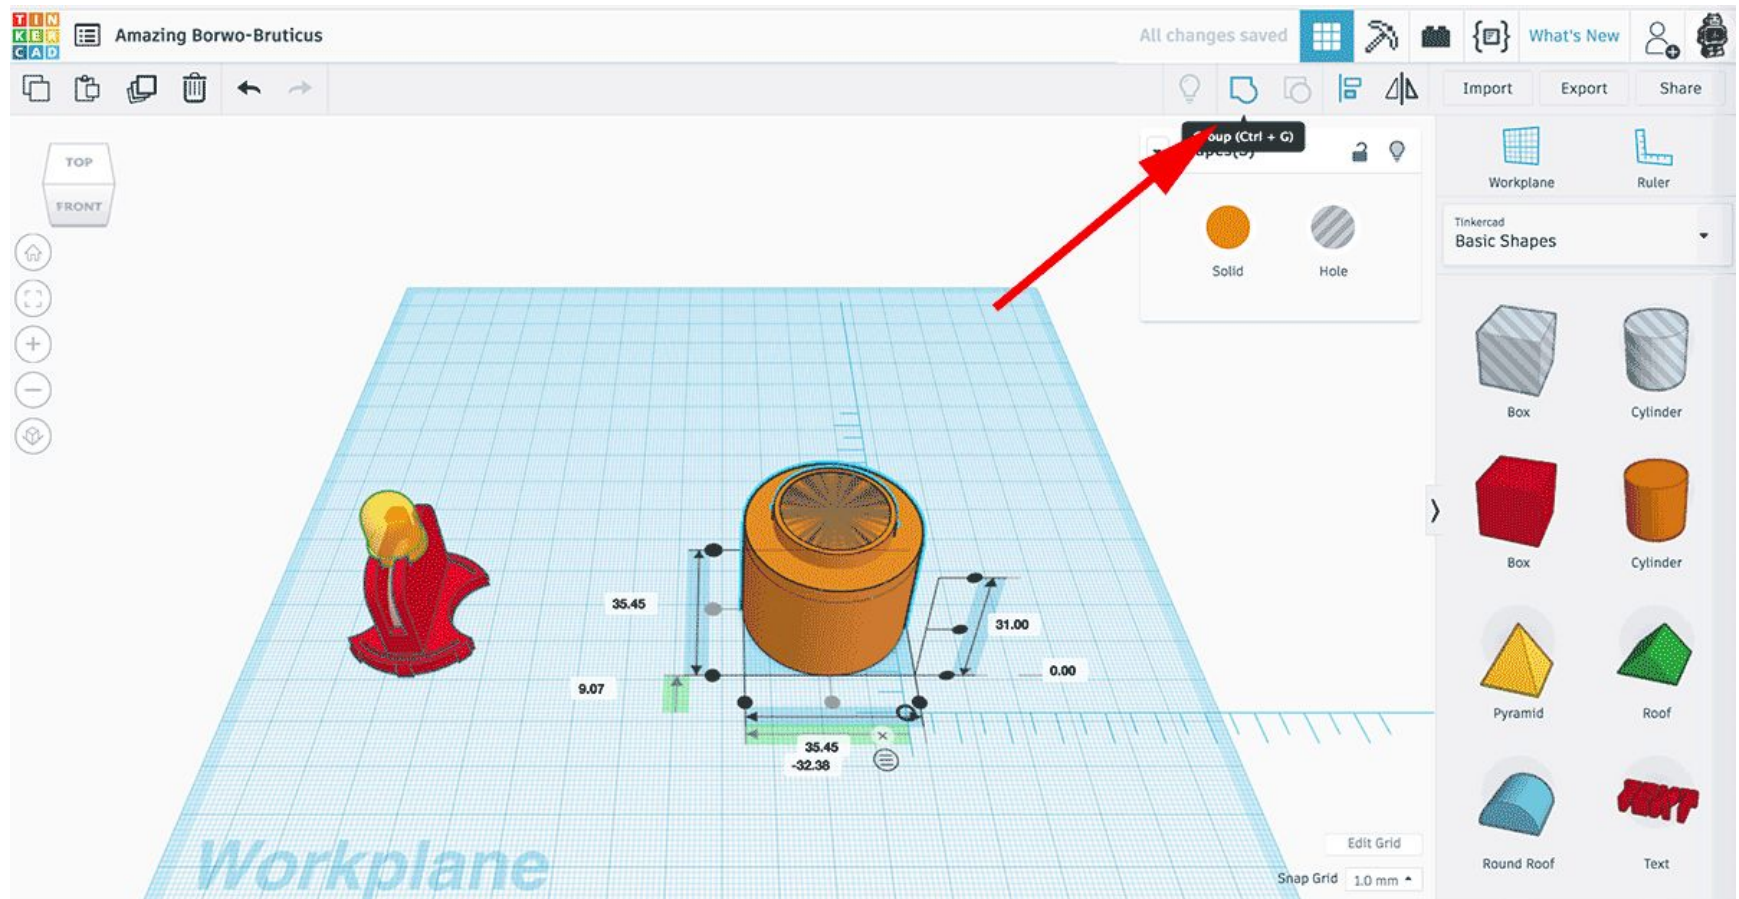 TIN
KER
CAD
Amazing Borwo-Bruticus
All changes saved
What's New
Import
Export
Share
(Ctrl + G)
TOP
FRONT
Solid
Hole
Workplane
Ruler
Tinkercad
Basic Shapes
Box
Cylinder
Box
Cylinder
Pyramid
Roof
Round Roof
Text
TEXT
35.45
31.00
0.00
9.07
35.45
-32.38
Workplane
Edit Grid
Snap Grid 1.0 mm